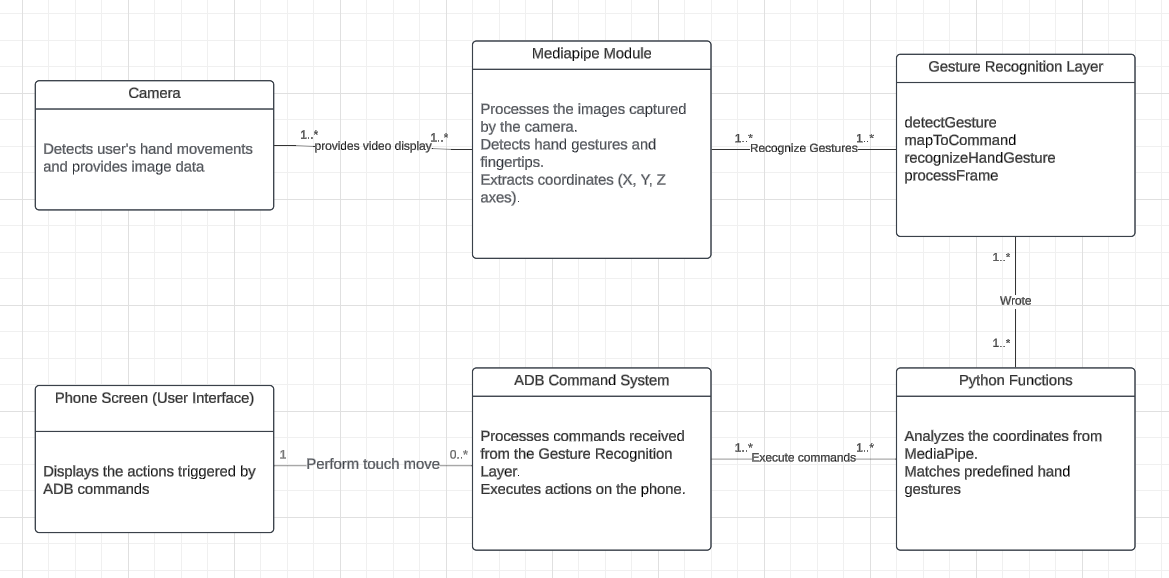 Camera
Detects user's hand movements
and provides image data
1..*
provides video display
1..*
Mediapipe Module
Processes the images captured
by the camera.
Detects hand gestures and
fingertips.
Extracts coordinates (X, Y, Z
axes).
1..*
Recognize Gestures
1..*
Gesture Recognition Layer
detectGesture
mapToCommand
recognizeHandGesture
processFrame
1..*
Wrote
1..*
Phone Screen (User Interface)
Displays the actions triggered by
ADB commands
1
Perform touch move
0..*
ADB Command System
Processes commands received
from the Gesture Recognition
Layer.
Executes actions on the phone.
1..*
Execute commands
1..*
Python Functions
Analyzes the coordinates from
MediaPipe.
Matches predefined hand
gestures